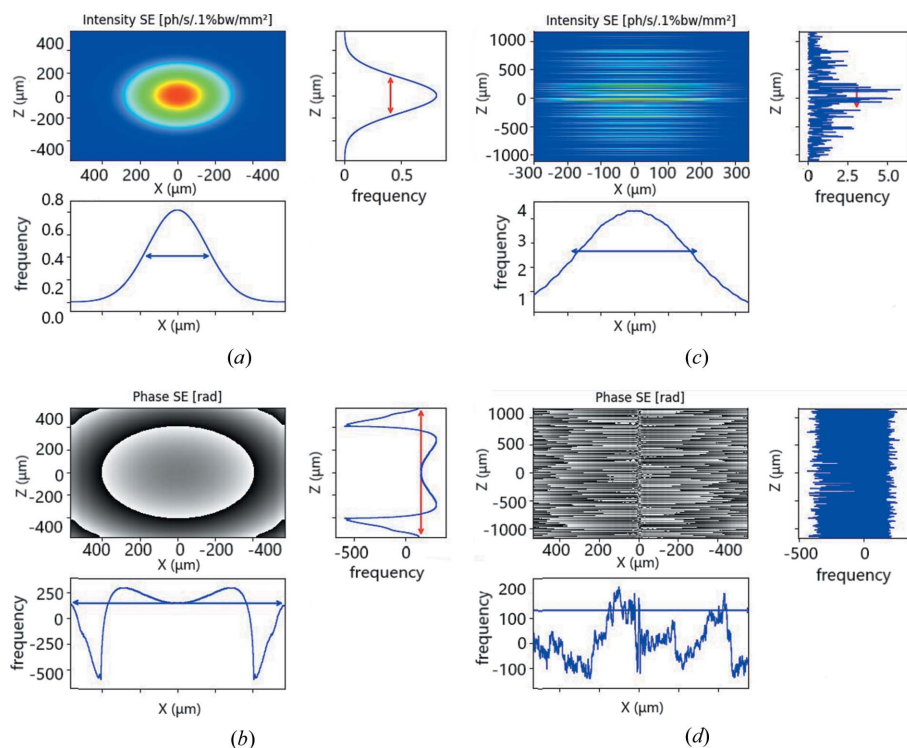 Intensity SE [ph/s/.1%bw/mm²]
400
200
0
-200
-400
Z (µm)
400 200 0 -200 -400
X (µm)
Z (µm)
0 0.5
frequency
0.8
0.6
0.4
0.2
0.0
frequency
X (µm)
(a)
Intensity SE [ph/s/.1%bw/mm²]
1000
500
0
-500
-1000
Z (µm)
-300 -200 -100 0 100 200 300
X (µm)
Z (µm)
0 2.5 5.0
frequency
4
3
2
1
frequency
X (µm)
(c)
Phase SE [rad]
400
200
0
-200
-400
Z (µm)
400 200 0 -200 -400
X (µm)
Z (µm)
-500 0
frequency
250
0
-250
-500
frequency
X (µm)
(b)
Phase SE [rad]
1000
500
0
-500
-1000
Z (µm)
400 200 0 -200 -400
X (µm)
Z (µm)
-500 0
frequency
200
100
0
-100
frequency
X (µm)
(d)